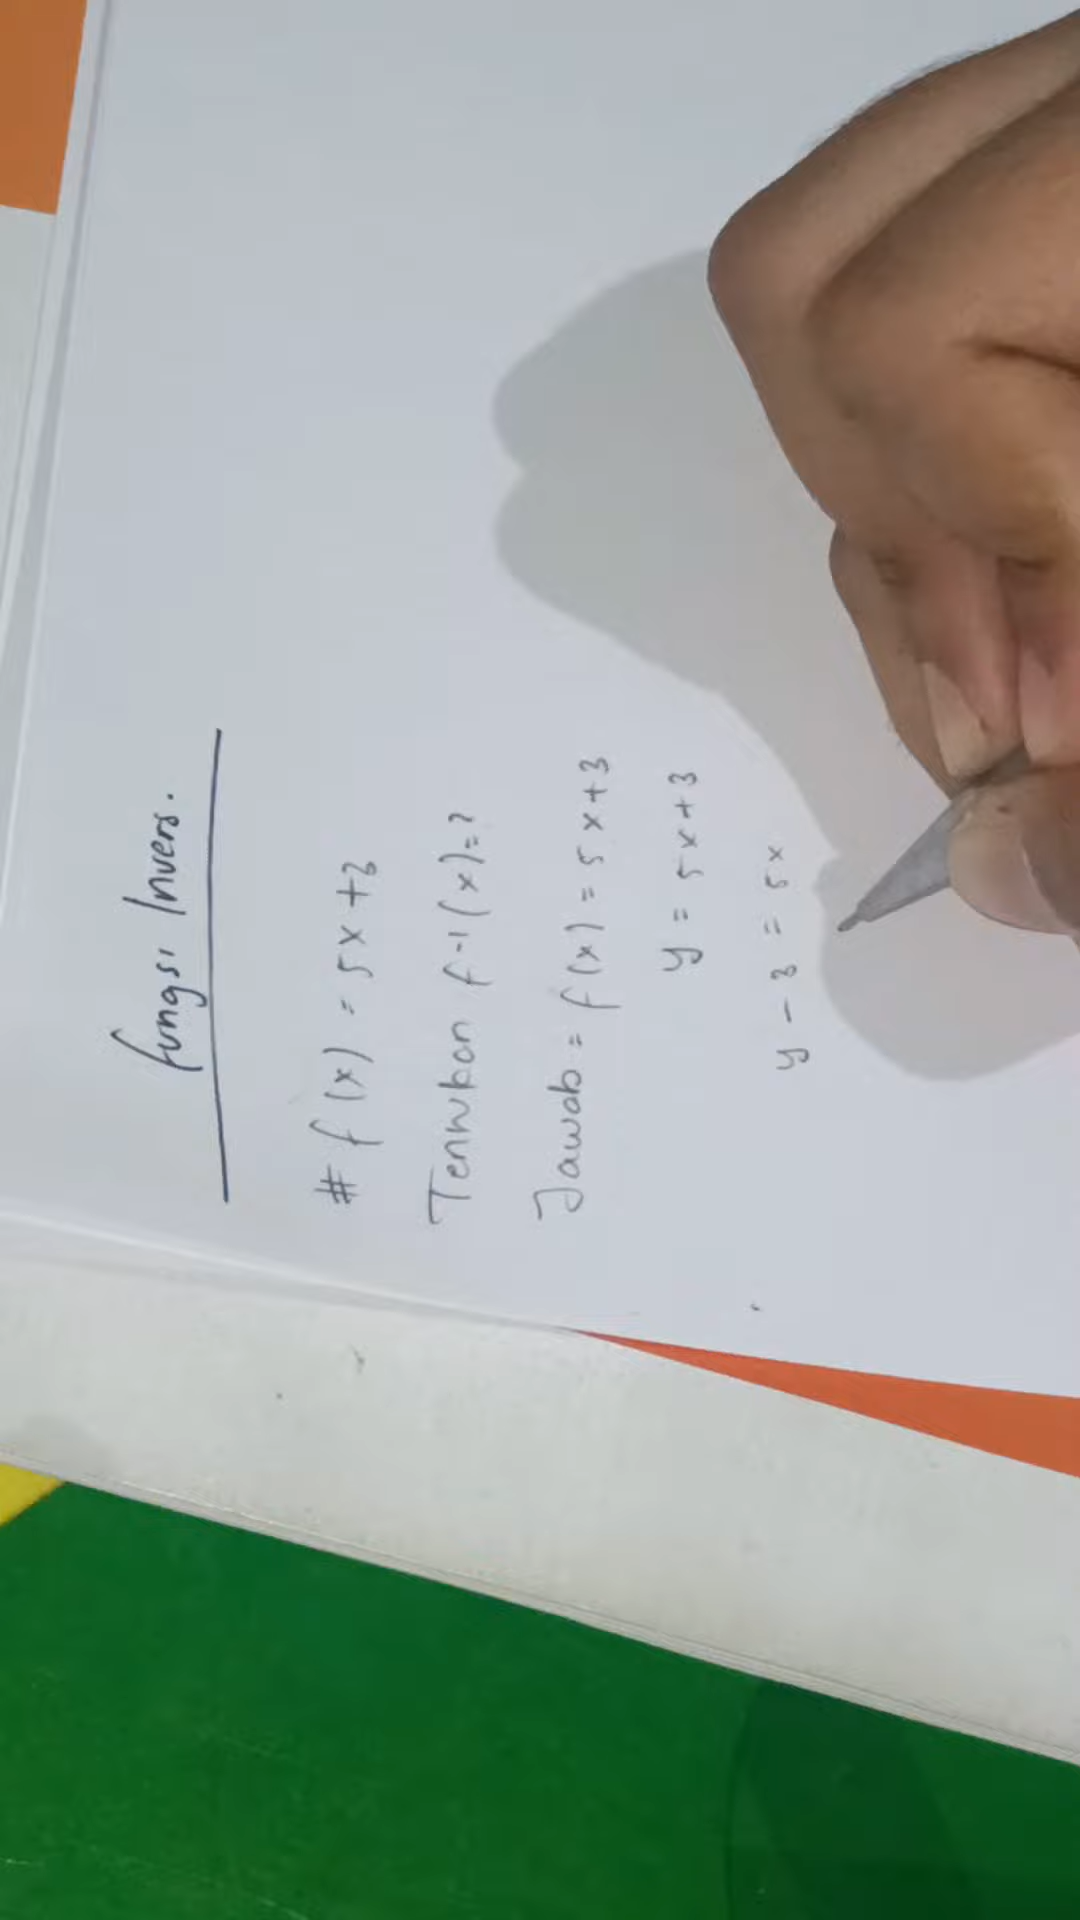 Fungsi Invers.
# f(x) = 5x + 3
Tentukan f-1(x) = ?
Jawab = f(x) = 5x+3
y = 5x+3
y - 3 = 5x